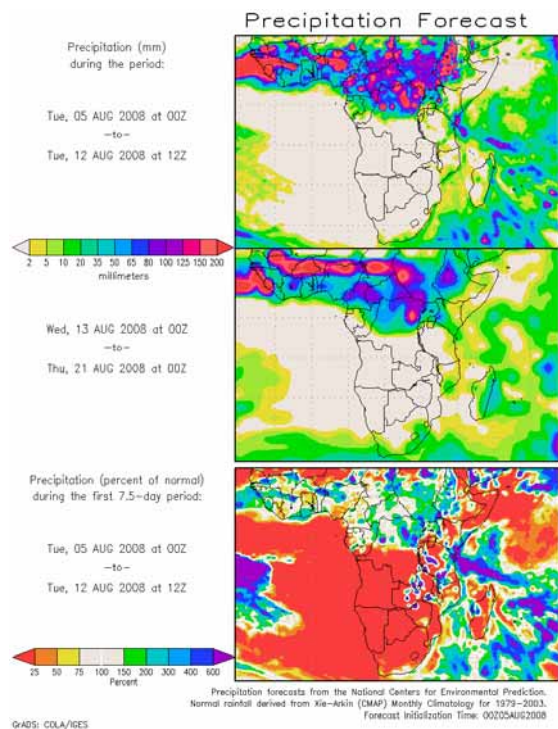 Precipitation Forecast
Precipitation (mm)
during the period:
Tue, 05 AUG 2008 at 00Z
-to-
Tue, 12 AUG 2008 at 12Z
2 5 10 20 35 50 65 80 100 125 150 200
millimeters
Wed, 13 AUG 2008 at 00Z
-to-
Thu, 21 AUG 2008 at 00Z
Precipitation (percent of normal)
during the first 7.5-day period:
Tue, 05 AUG 2008 at 00Z
-to-
Tue, 12 AUG 2008 at 12Z
25 50 75 100 150 200 300 400 600
Percent
Precipitation forecasts from the National Centers for Environmental Prediction.
Normal rainfall derived from Xie-Arkin (CMAP) Monthly Climatology for 1979-2003.
Forecast Initialization Time: 00Z05AUG2008
GrADS: COLA/IGES